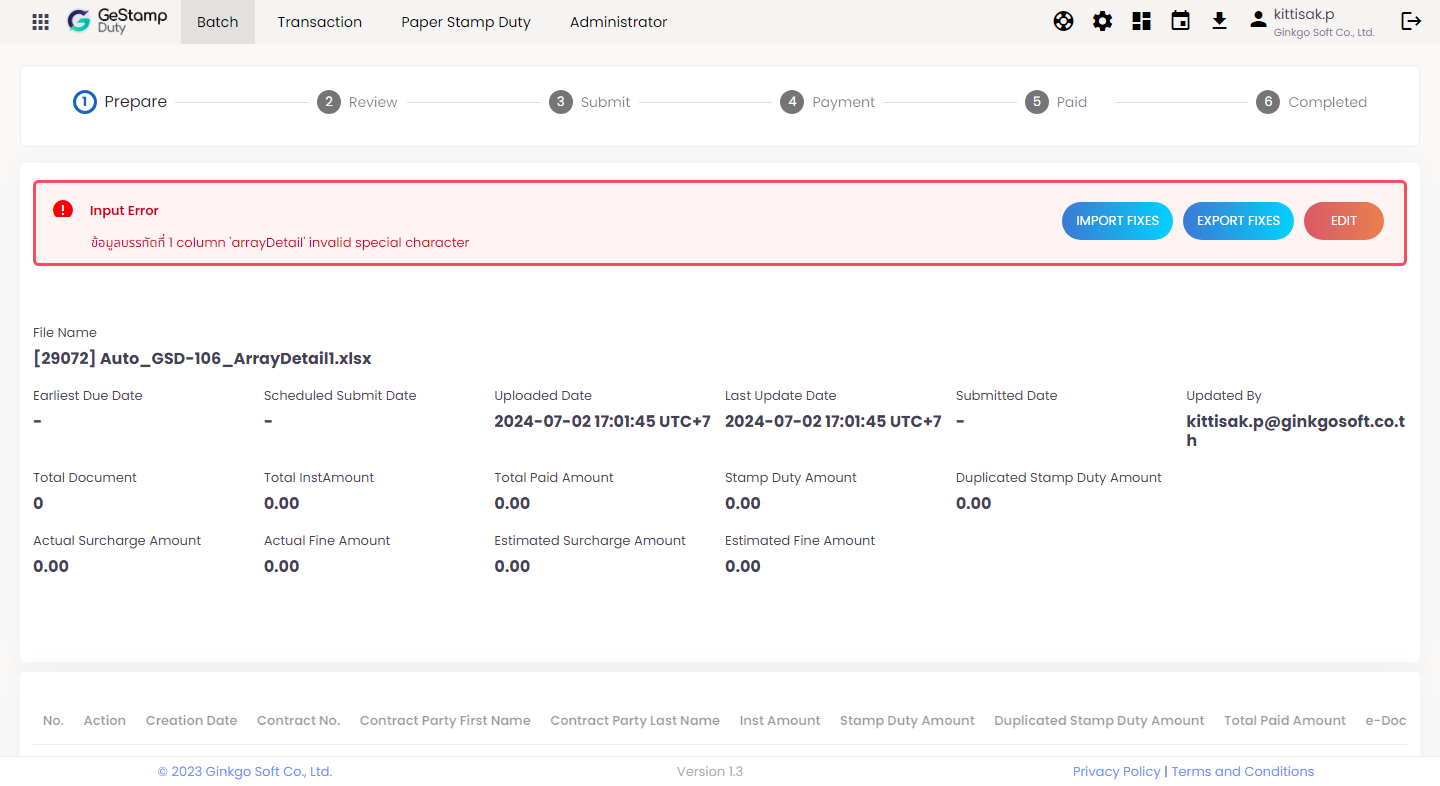 GeStamp
Duty
Batch
Transaction
Paper Stamp Duty
Administrator
kittisak.p
Ginkgo Soft Co., Ltd.
1 Prepare
2 Review
3 Submit
4 Payment
5 Paid
6 Completed
Input Error
ข้อมูลบรรทัดที่ 1 column 'arrayDetail' invalid special character
IMPORT FIXES
EXPORT FIXES
EDIT
File Name
[29072] Auto_GSD-106_ArrayDetail1.xlsx
Earliest Due Date
-
Scheduled Submit Date
-
Uploaded Date
2024-07-02 17:01:45 UTC+7
Last Update Date
2024-07-02 17:01:45 UTC+7
Submitted Date
-
Updated By
kittisak.p@ginkgosoft.co.t
h
Total Document
0
Total InstAmount
0.00
Total Paid Amount
0.00
Stamp Duty Amount
0.00
Duplicated Stamp Duty Amount
0.00
Actual Surcharge Amount
0.00
Actual Fine Amount
0.00
Estimated Surcharge Amount
0.00
Estimated Fine Amount
0.00
No. Action Creation Date Contract No. Contract Party First Name Contract Party Last Name Inst Amount Stamp Duty Amount Duplicated Stamp Duty Amount Total Paid Amount e-Doc
© 2023 Ginkgo Soft Co., Ltd.
Version 1.3
Privacy Policy | Terms and Conditions